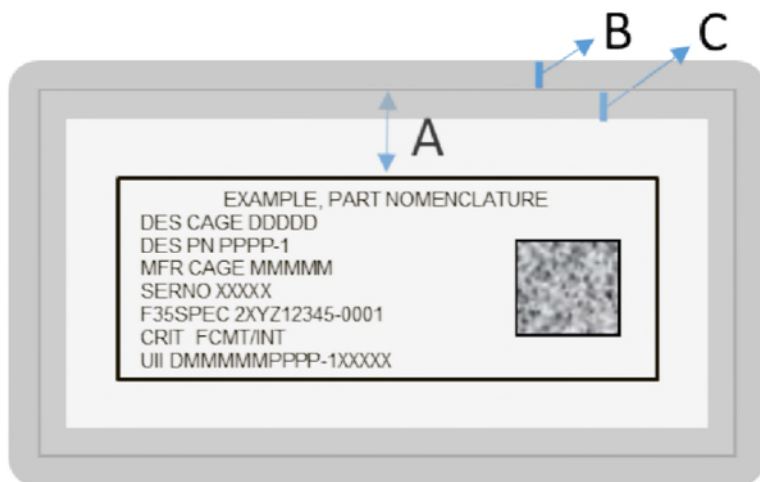 B
C
A
EXAMPLE, PART NOMENCLATURE
DES CAGE DDDDD
DES PN PPPP-1
MFR CAGE MMMMM
SERNO XXXXX
F35SPEC 2XYZ12345-0001
CRIT FCMT/INT
UII DMMMMMPPPP-1XXXXX